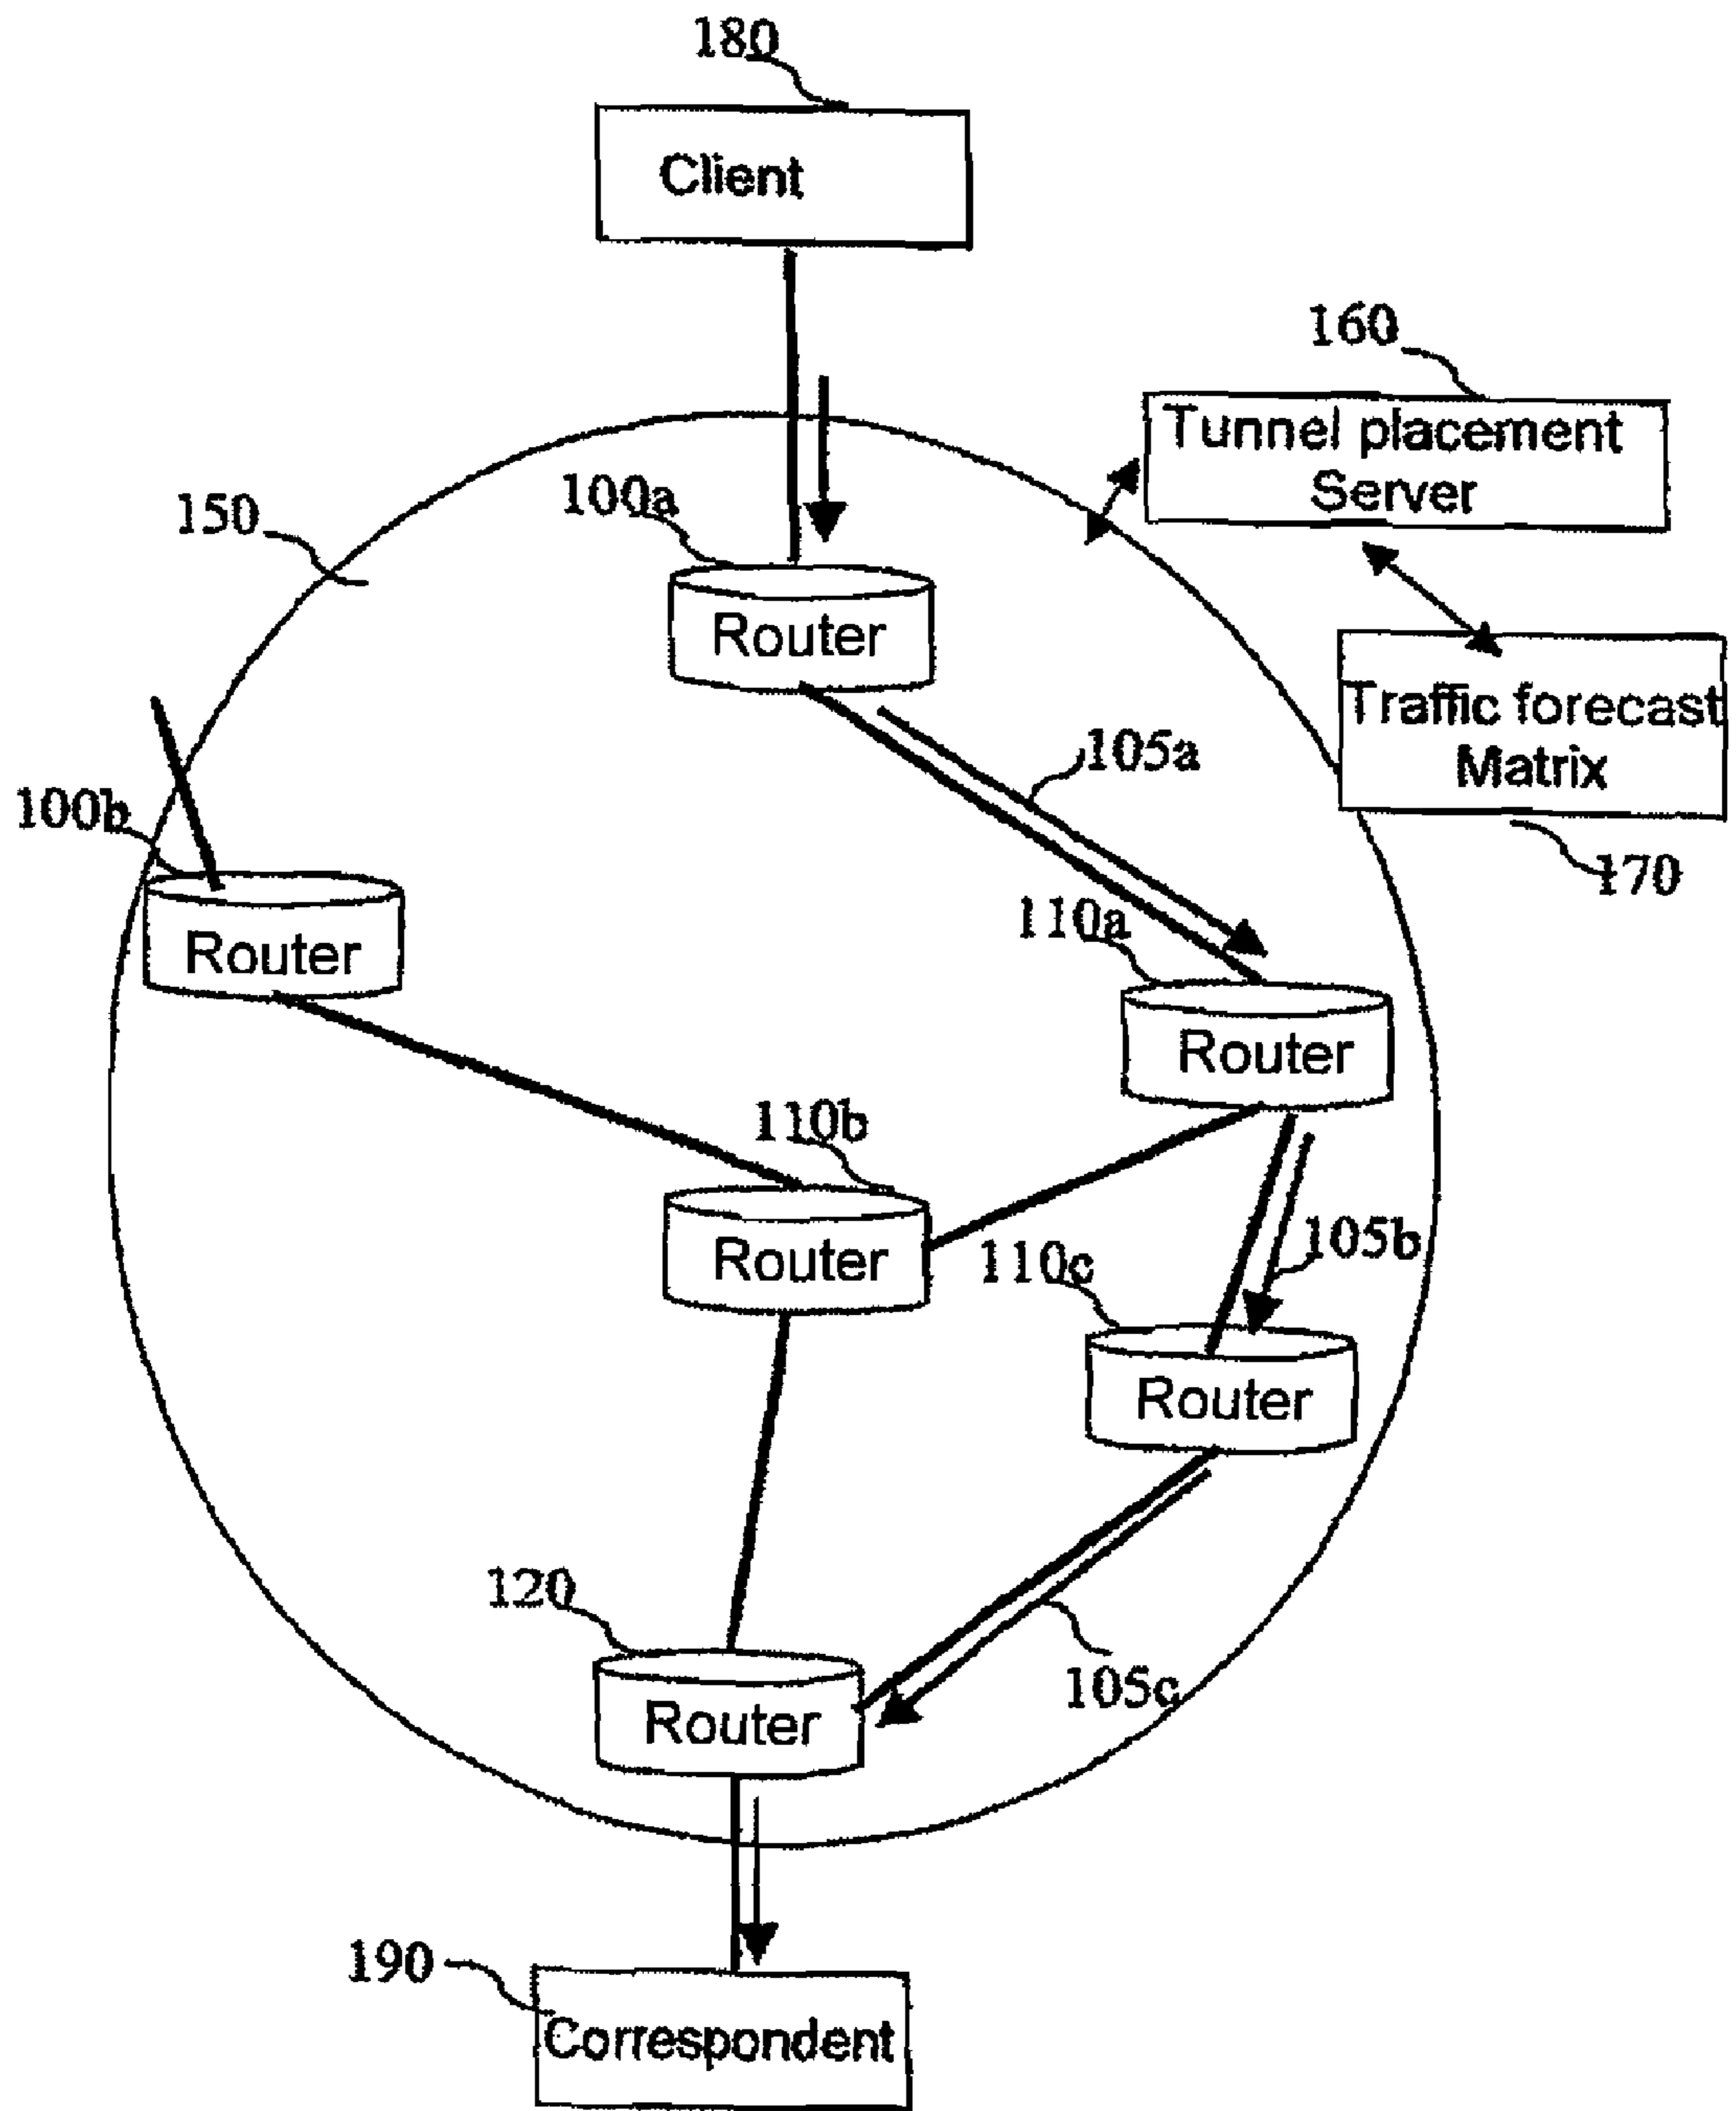 180
Client
160
Tunnel placement
Server
100a
150
Router
Traffic forecast
Matrix
105a
100b
170
110a
Router
Router
110b
105b
110c
Router
Router
120
105c
Router
190
Correspondent